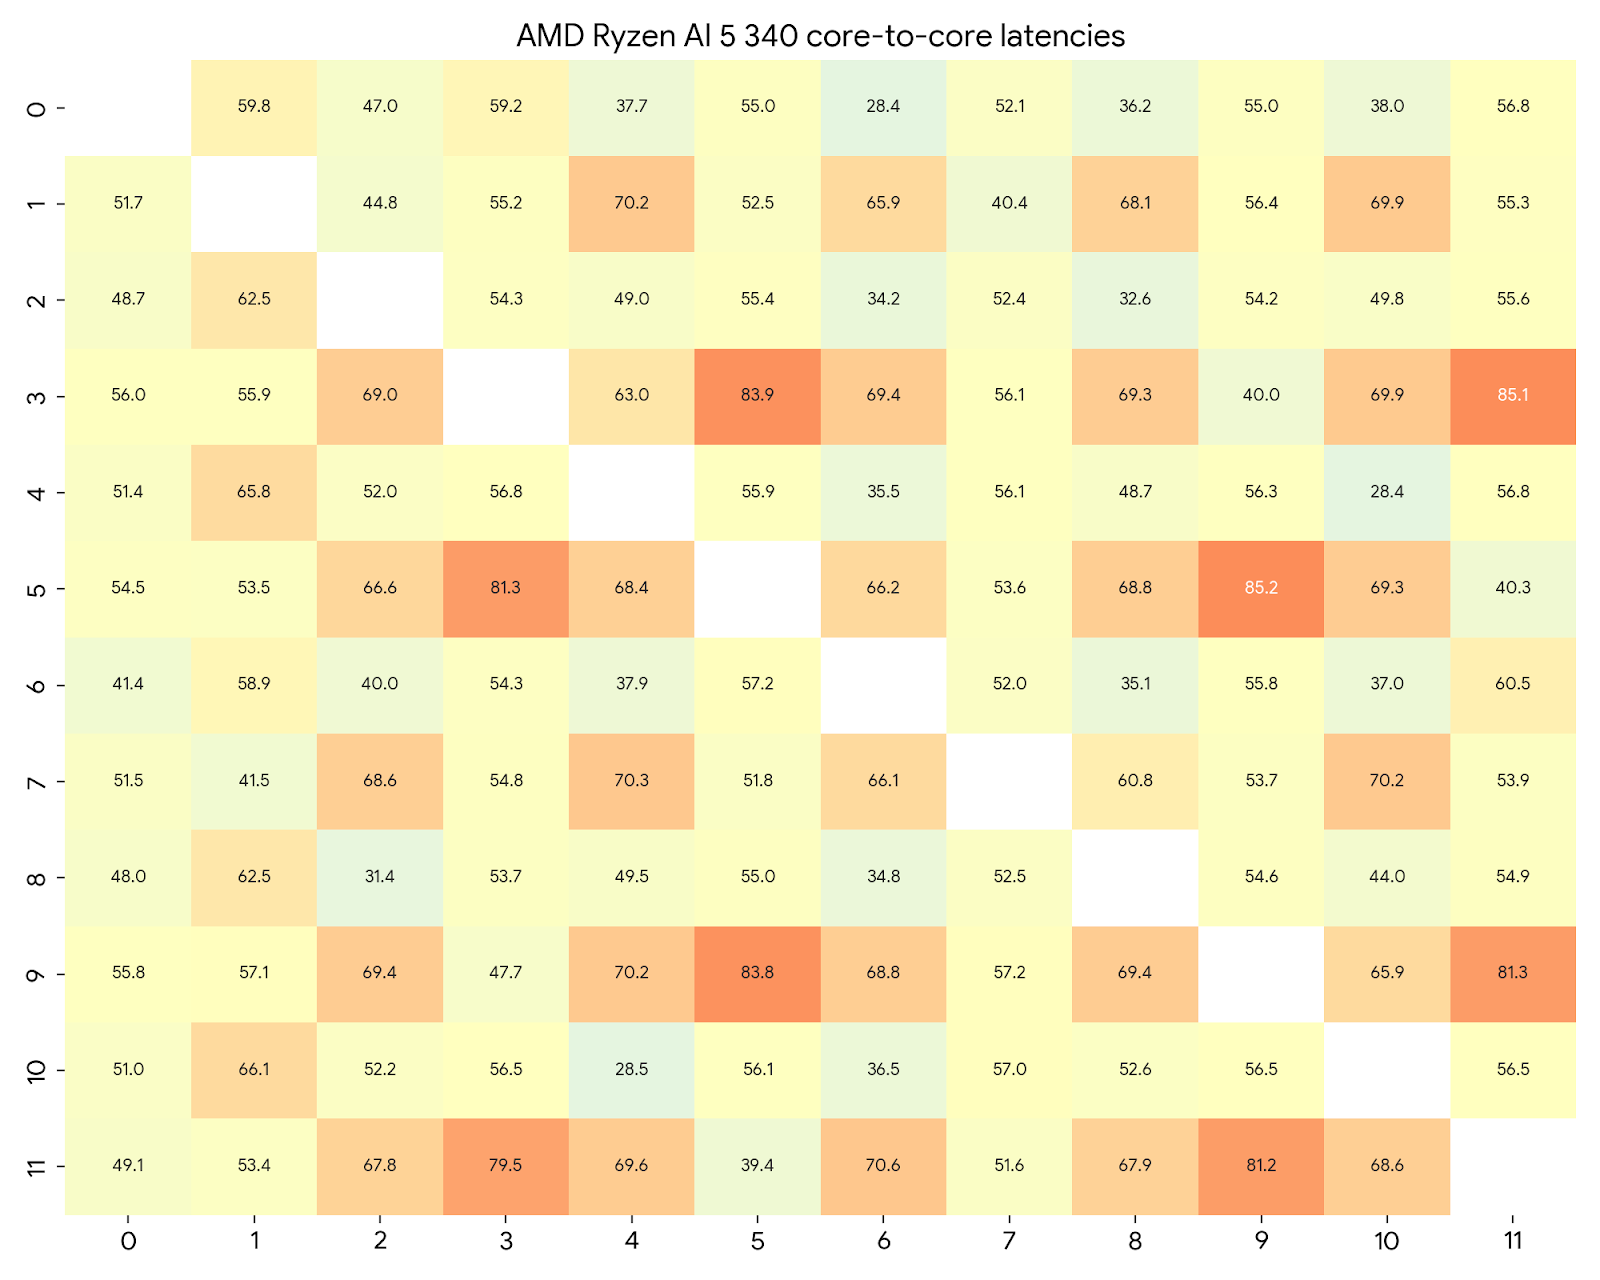 AMD Ryzen AI 5 340 core-to-core latencies
0 59.8 47.0 59.2 37.7 55.0 28.4 52.1 36.2 55.0 38.0 56.8
1 51.7 44.8 55.2 70.2 52.5 65.9 40.4 68.1 56.4 69.9 55.3
2 48.7 62.5 54.3 49.0 55.4 34.2 52.4 32.6 54.2 49.8 55.6
3 56.0 55.9 69.0 63.0 83.9 69.4 56.1 69.3 40.0 69.9 85.1
4 51.4 65.8 52.0 56.8 55.9 35.5 56.1 48.7 56.3 28.4 56.8
5 54.5 53.5 66.6 81.3 68.4 66.2 53.6 68.8 85.2 69.3 40.3
6 41.4 58.9 40.0 54.3 37.9 57.2 52.0 35.1 55.8 37.0 60.5
7 51.5 41.5 68.6 54.8 70.3 51.8 66.1 60.8 53.7 70.2 53.9
8 48.0 62.5 31.4 53.7 49.5 55.0 34.8 52.5 54.6 44.0 54.9
9 55.8 57.1 69.4 47.7 70.2 83.8 68.8 57.2 69.4 65.9 81.3
10 51.0 66.1 52.2 56.5 28.5 56.1 36.5 57.0 52.6 56.5 56.5
11 49.1 53.4 67.8 79.5 69.6 39.4 70.6 51.6 67.9 81.2 68.6
0 1 2 3 4 5 6 7 8 9 10 11